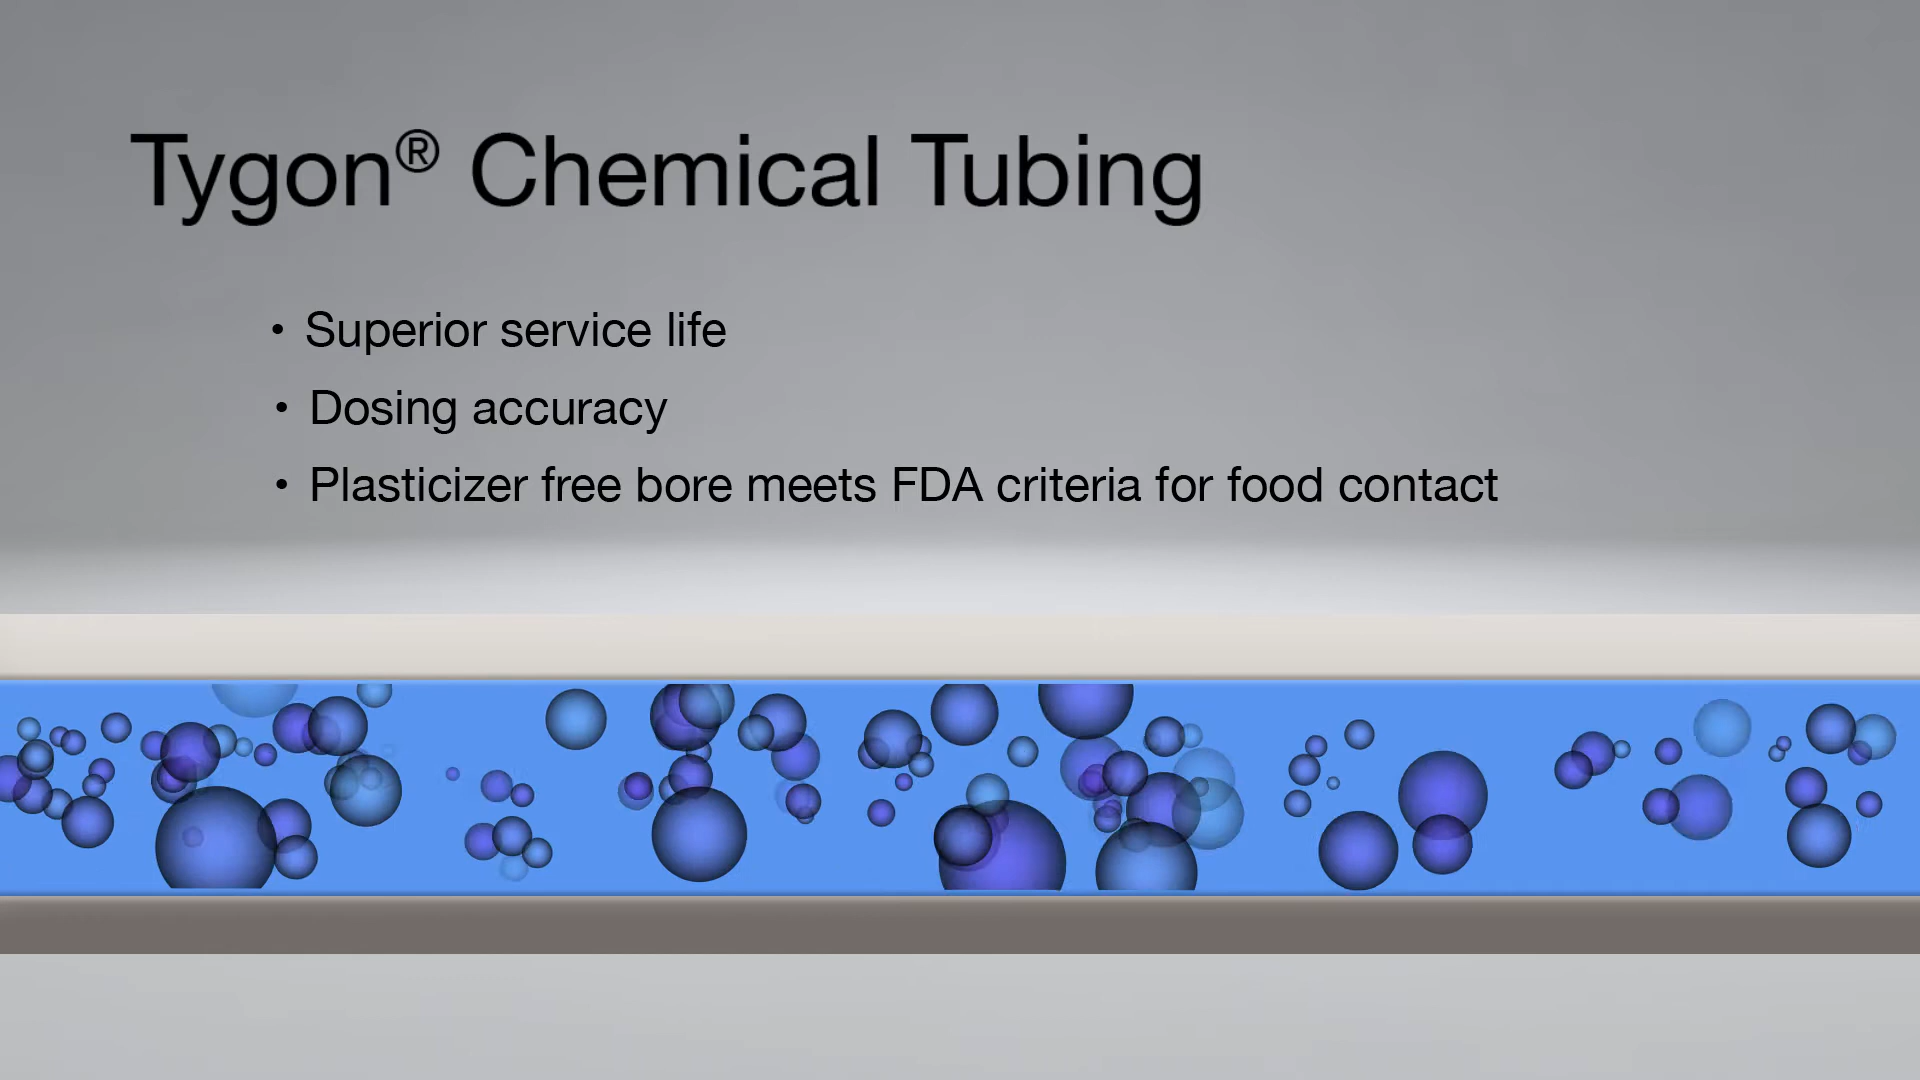 Tygon® Chemical Tubing
• Superior service life
• Dosing accuracy
• Plasticizer free bore meets FDA criteria for food contact